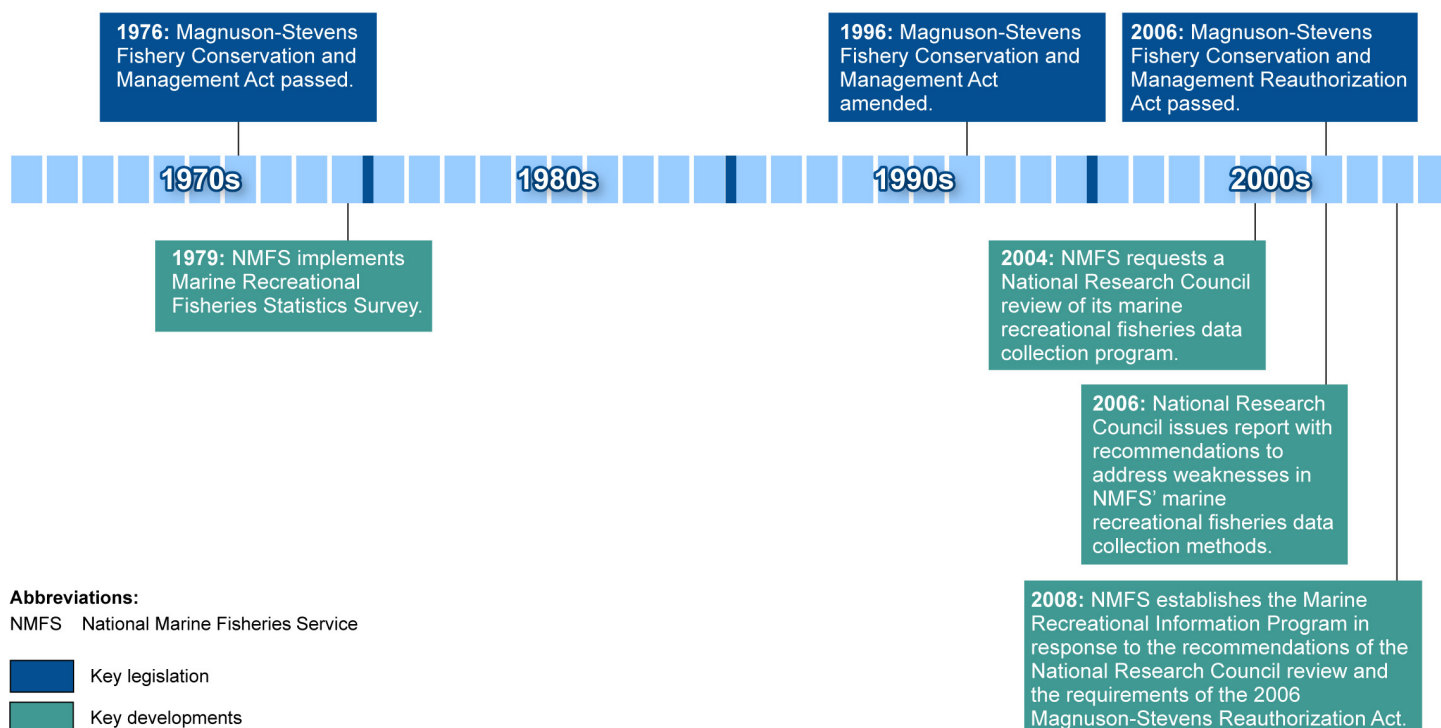 1976: Magnuson-Stevens
Fishery Conservation and
Management Act passed.
1996: Magnuson-Stevens
Fishery Conservation and
Management Act
amended.
2006: Magnuson-Stevens
Fishery Conservation and
Management Reauthorization
Act passed.
1970s
1980s
1990s
2000s
1979: NMFS implements
Marine Recreational
Fisheries Statistics Survey.
2004: NMFS requests a
National Research Council
review of its marine
recreational fisheries data
collection program.
2006: National Research
Council issues report with
recommendations to
address weaknesses in
NMFS’ marine
recreational fisheries data
collection methods.
2008: NMFS establishes the Marine
Recreational Information Program in
response to the recommendations of the
National Research Council review and
the requirements of the 2006
Magnuson-Stevens Reauthorization Act.
Abbreviations:
NMFS National Marine Fisheries Service
Key legislation
Key developments